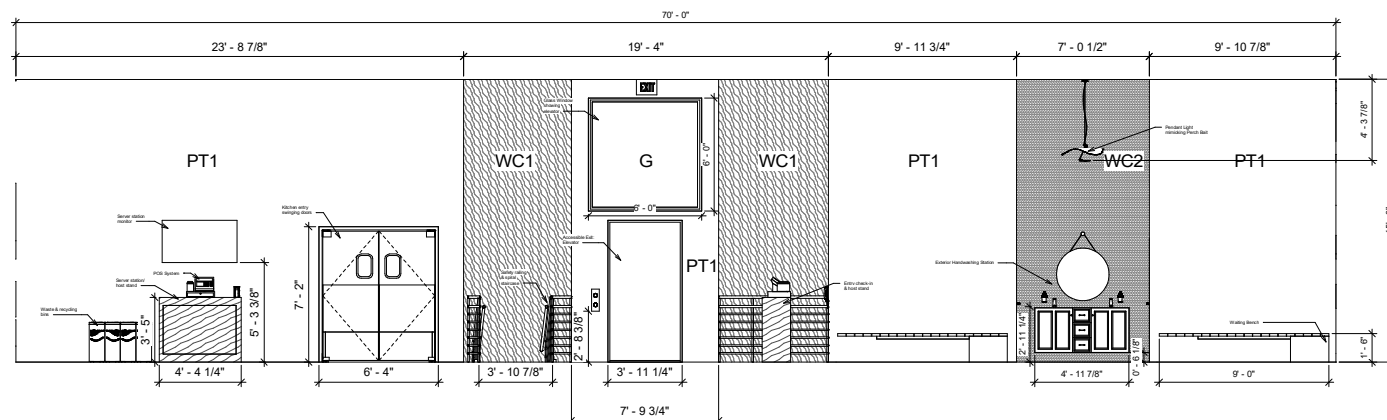 70' - 0"
23' - 8 7/8"
19' - 4"
9' - 11 3/4"
7' - 0 1/2"
9' - 10 7/8"
EXIT
Glass Window
showing
elevator
4' - 3 7/8"
Pendant Light
mimicking Perch Bait
PT1
WC1
G
WC1
PT1
WC2
PT1
6' - 0"
6' - 0"
Server station
monitor
Kitchen entry
swinging doors
Accessible Exit
Elevator
PT1
POS System
Server station/
host stand
Safety railing
& spiral
staircase
Entry check-in
& host stand
Exterior Handwashing Station
Waste & recycling
bins
3' - 5"
5' - 3 3/8"
7' - 2"
2' - 8 3/8"
2' - 11 1/4"
0' - 6 1/8"
Waiting Bench
1' - 6"
4' - 4 1/4"
6' - 4"
3' - 10 7/8"
3' - 11 1/4"
4' - 11 7/8"
9' - 0"
7' - 9 3/4"